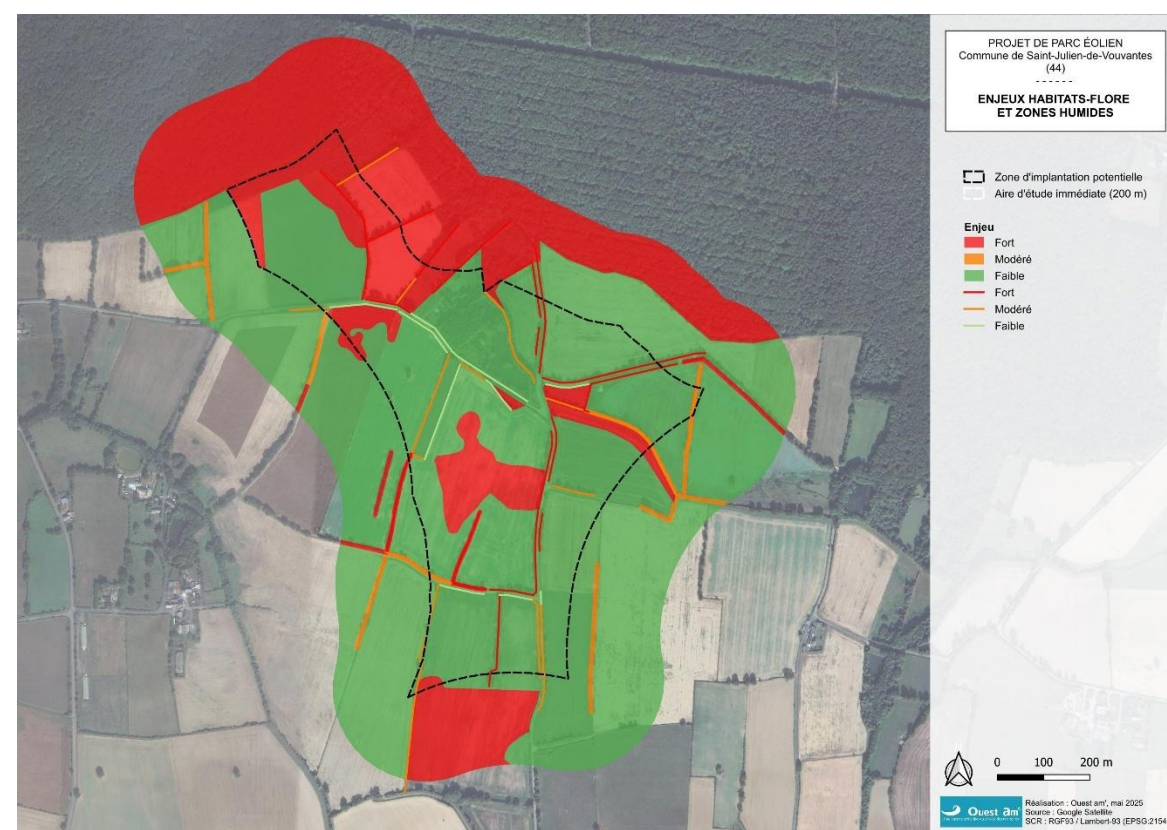 PROJET DE PARC ÉOLIEN
Commune de Saint-Julien-de-Vouvantes
(44)
- - - - - -
ENJEUX HABITATS-FLORE
ET ZONES HUMIDES
Zone d'implantation potentielle
Aire d'étude immédiate (200 m)
Enjeu
Fort
Modéré
Faible
Fort
Modéré
Faible
0 100 200 m
Ouest am'
Réalisation : Ouest am', mai 2025
Source : Google Satellite
SCR : RGF93 / Lambert-93 (EPSG:2154